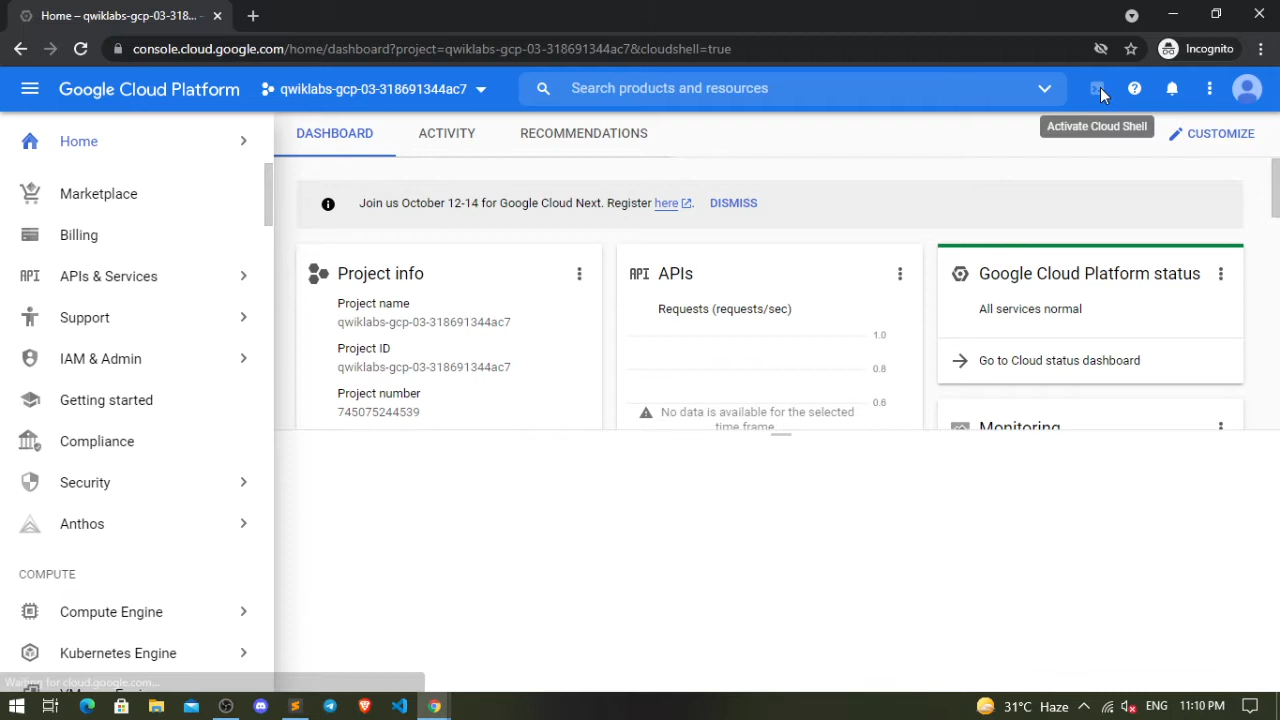 Home – qwiklabs-gcp-03-318...
console.cloud.google.com/home/dashboard?project=qwiklabs-gcp-03-318691344ac7&cloudshell=true
Incognito
Google Cloud Platform
qwiklabs-gcp-03-318691344ac7
Search products and resources
Activate Cloud Shell
Home
Marketplace
Billing
API APIs & Services
Support
IAM & Admin
Getting started
Compliance
Security
Anthos
COMPUTE
Compute Engine
Kubernetes Engine
DASHBOARD
ACTIVITY
RECOMMENDATIONS
CUSTOMIZE
Join us October 12-14 for Google Cloud Next. Register here. DISMISS
Project info
Project name
qwiklabs-gcp-03-318691344ac7
Project ID
qwiklabs-gcp-03-318691344ac7
Project number
745075244539
API APIs
Requests (requests/sec)
1.0
0.8
0.6
No data is available for the selected
time frame.
Google Cloud Platform status
All services normal
Go to Cloud status dashboard
Monitoring
Waiting for cloud.google.com...
31°C Haze
ENG
11:10 PM